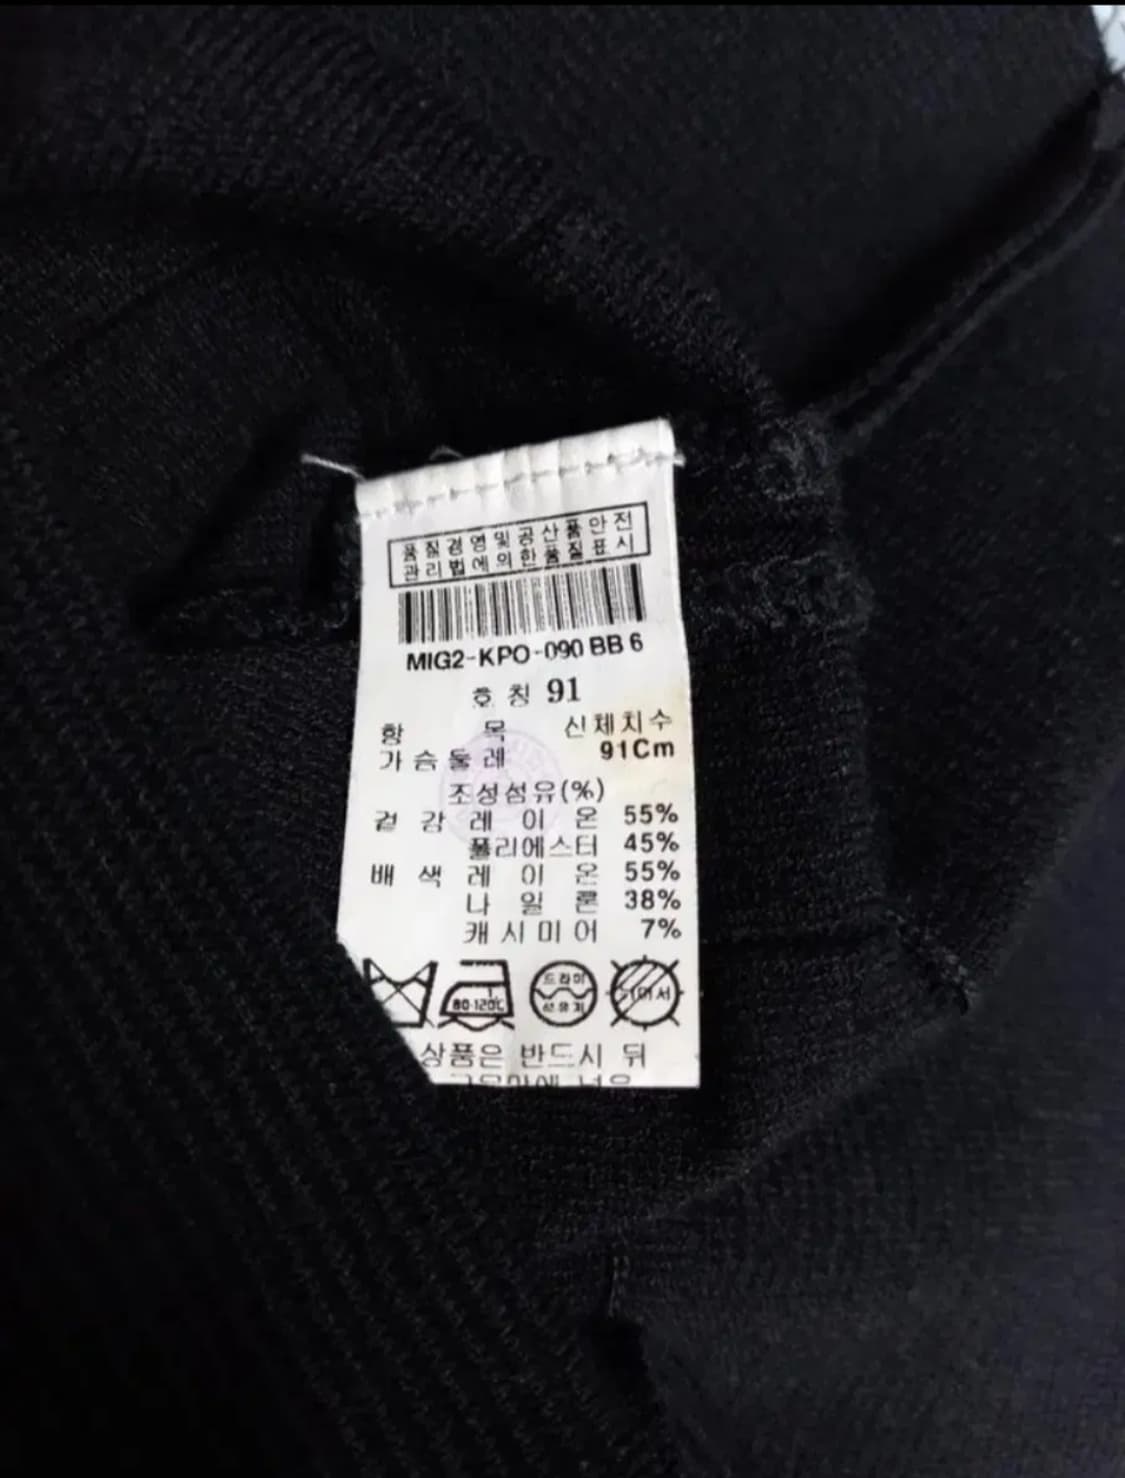 품질경영및공산품안전
관리법에의한품질표시
MIG2-KPO-090 BB 6
호칭 91
항 목 신체치수
가슴둘레 91Cm
조성섬유(%)
겉감 레이온 55%
폴리에스터 45%
배색 레이온 55%
나일론 38%
캐시미어 7%
80-120℃
드라이
석유계
상품은 반드시 뒤